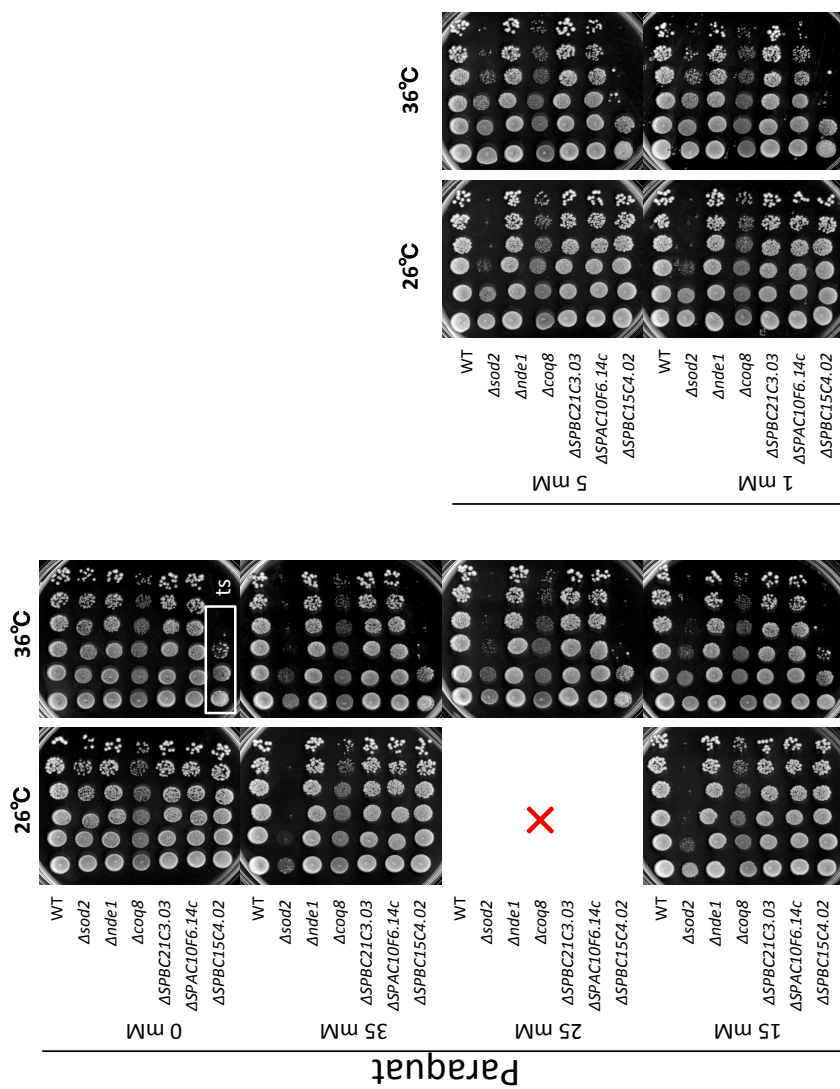 36°C
26°C
WT
Δsod2
Δnde1
Δcoq8
ΔSPBC21C3.03
ΔSPAC10F6.14c
ΔSPBC15C4.02
5 mM
WT
Δsod2
Δnde1
Δcoq8
ΔSPBC21C3.03
ΔSPAC10F6.14c
ΔSPBC15C4.02
1 mM
36°C
26°C
ts
WT
Δsod2
Δnde1
Δcoq8
ΔSPBC21C3.03
ΔSPAC10F6.14c
ΔSPBC15C4.02
0 mM
WT
Δsod2
Δnde1
Δcoq8
ΔSPBC21C3.03
ΔSPAC10F6.14c
ΔSPBC15C4.02
35 mM
WT
Δsod2
Δnde1
Δcoq8
ΔSPBC21C3.03
ΔSPAC10F6.14c
ΔSPBC15C4.02
25 mM
WT
Δsod2
Δnde1
Δcoq8
ΔSPBC21C3.03
ΔSPAC10F6.14c
ΔSPBC15C4.02
15 mM
Paraquat